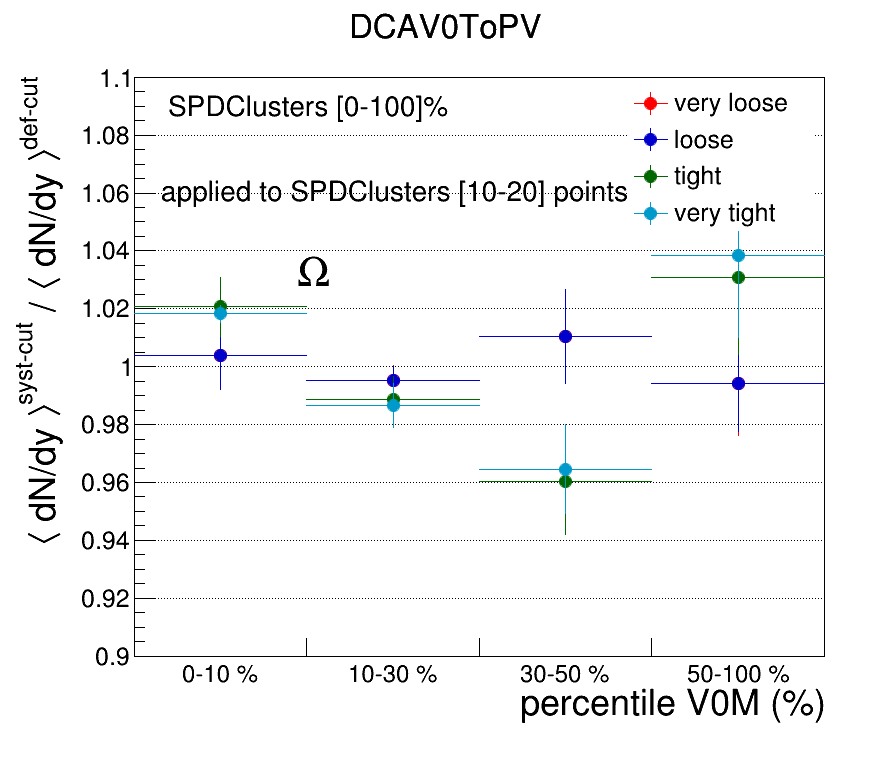 DCAV0ToPV
⟨ dN/dy ⟩^syst-cut / ⟨ dN/dy ⟩^def-cut
1.1
1.08
1.06
1.04
1.02
1
0.98
0.96
0.94
0.92
0.9
SPDClusters [0-100]%
applied to SPDClusters [10-20] points
Ω
very loose
loose
tight
very tight
0-10 %
10-30 %
30-50 %
50-100 %
percentile V0M (%)